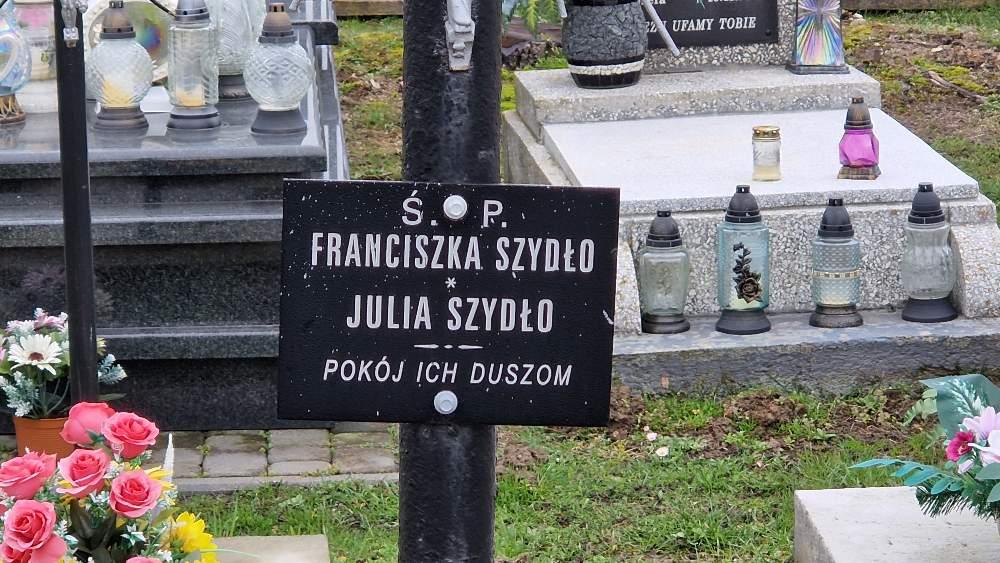 UFAMY TOBIE
Ś. P.
FRANCISZKA SZYDŁO
*
JULIA SZYDŁO
POKÓJ ICH DUSZOM